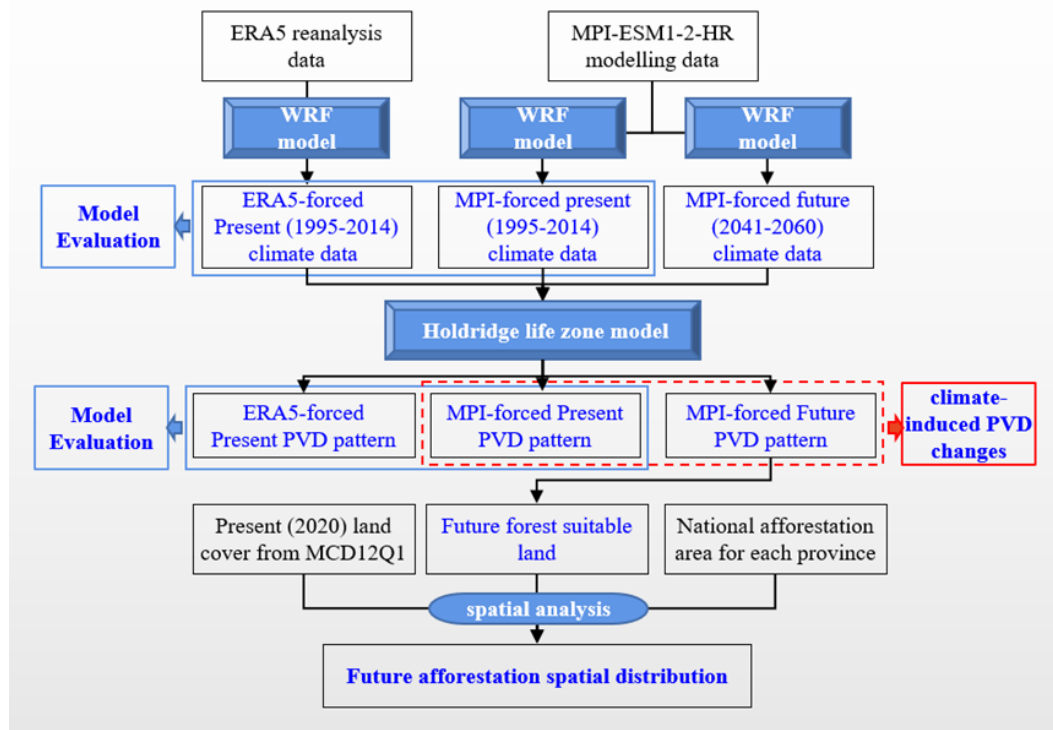 ERA5 reanalysis
data
MPI-ESM1-2-HR
modelling data
WRF
model
WRF
model
WRF
model
Model
Evaluation
ERA5-forced
Present (1995-2014)
climate data
MPI-forced present
(1995-2014)
climate data
MPI-forced future
(2041-2060)
climate data
Holdridge life zone model
Model
Evaluation
ERA5-forced
Present PVD pattern
MPI-forced Present
PVD pattern
MPI-forced Future
PVD pattern
climate-
induced PVD
changes
Present (2020) land
cover from MCD12Q1
Future forest suitable
land
National afforestation
area for each province
spatial analysis
Future afforestation spatial distribution